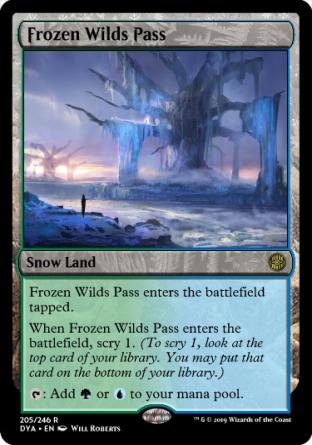 Frozen Wilds Pass
Snow Land
Frozen Wilds Pass enters the battlefield
tapped.
When Frozen Wilds Pass enters the
battlefield, scry 1. (To scry 1, look at the
top card of your library. You may put that
card on the bottom of your library.)
: Add or to your mana pool.
205/246 R
DYA • EN Will Roberts
™ & © 2019 Wizards of the Coast